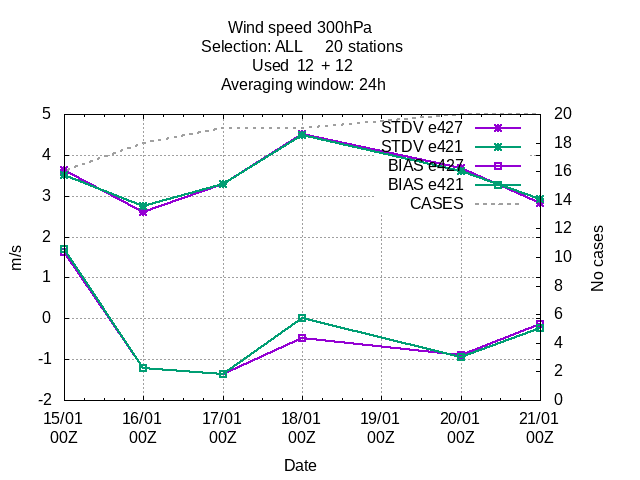 Wind speed 300hPa
Selection: ALL 20 stations
Used 12 + 12
Averaging window: 24h
5 20
STDV e427
18
4 STDV e421
16
BIAS e427
3 BIAS e421
14
CASES
12
2
10
1
8
6
0
4
-1
2
-2 0
15/01 16/01 17/01 18/01 19/01 20/01 21/01
00Z 00Z 00Z 00Z 00Z 00Z 00Z
Date
m/s
No cases